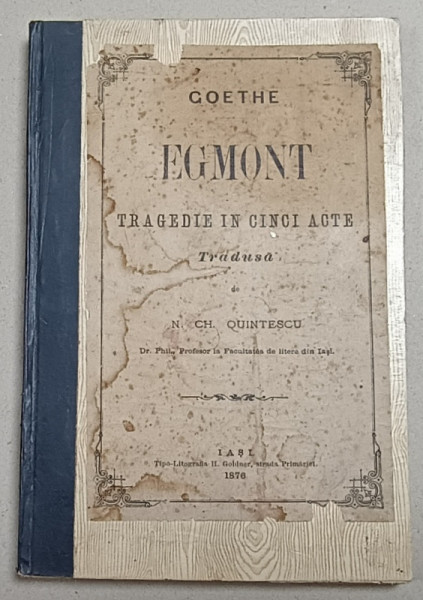 GOETHE
EGMONT
TRAGEDIE IN CINCI ACTE
Tradusă
de
N. CH. QUINTESCU
Dr. Phil., Profesor la Facultatea de litere din Iaşi.
IAŞI
Tipo-Litografia H. Goldner, strada Primăriei.
1876